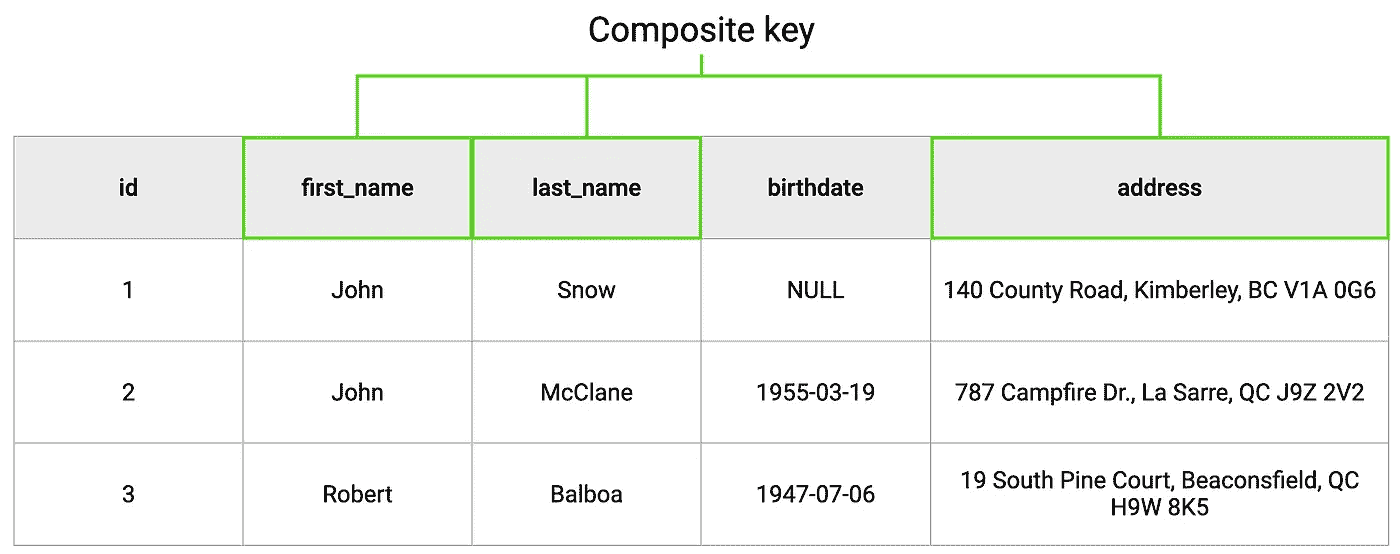 Composite key
id first_name last_name birthdate address
1 John Snow NULL 140 County Road, Kimberley, BC V1A 0G6
2 John McClane 1955-03-19 787 Campfire Dr., La Sarre, QC J9Z 2V2
3 Robert Balboa 1947-07-06 19 South Pine Court, Beaconsfield, QC
H9W 8K5